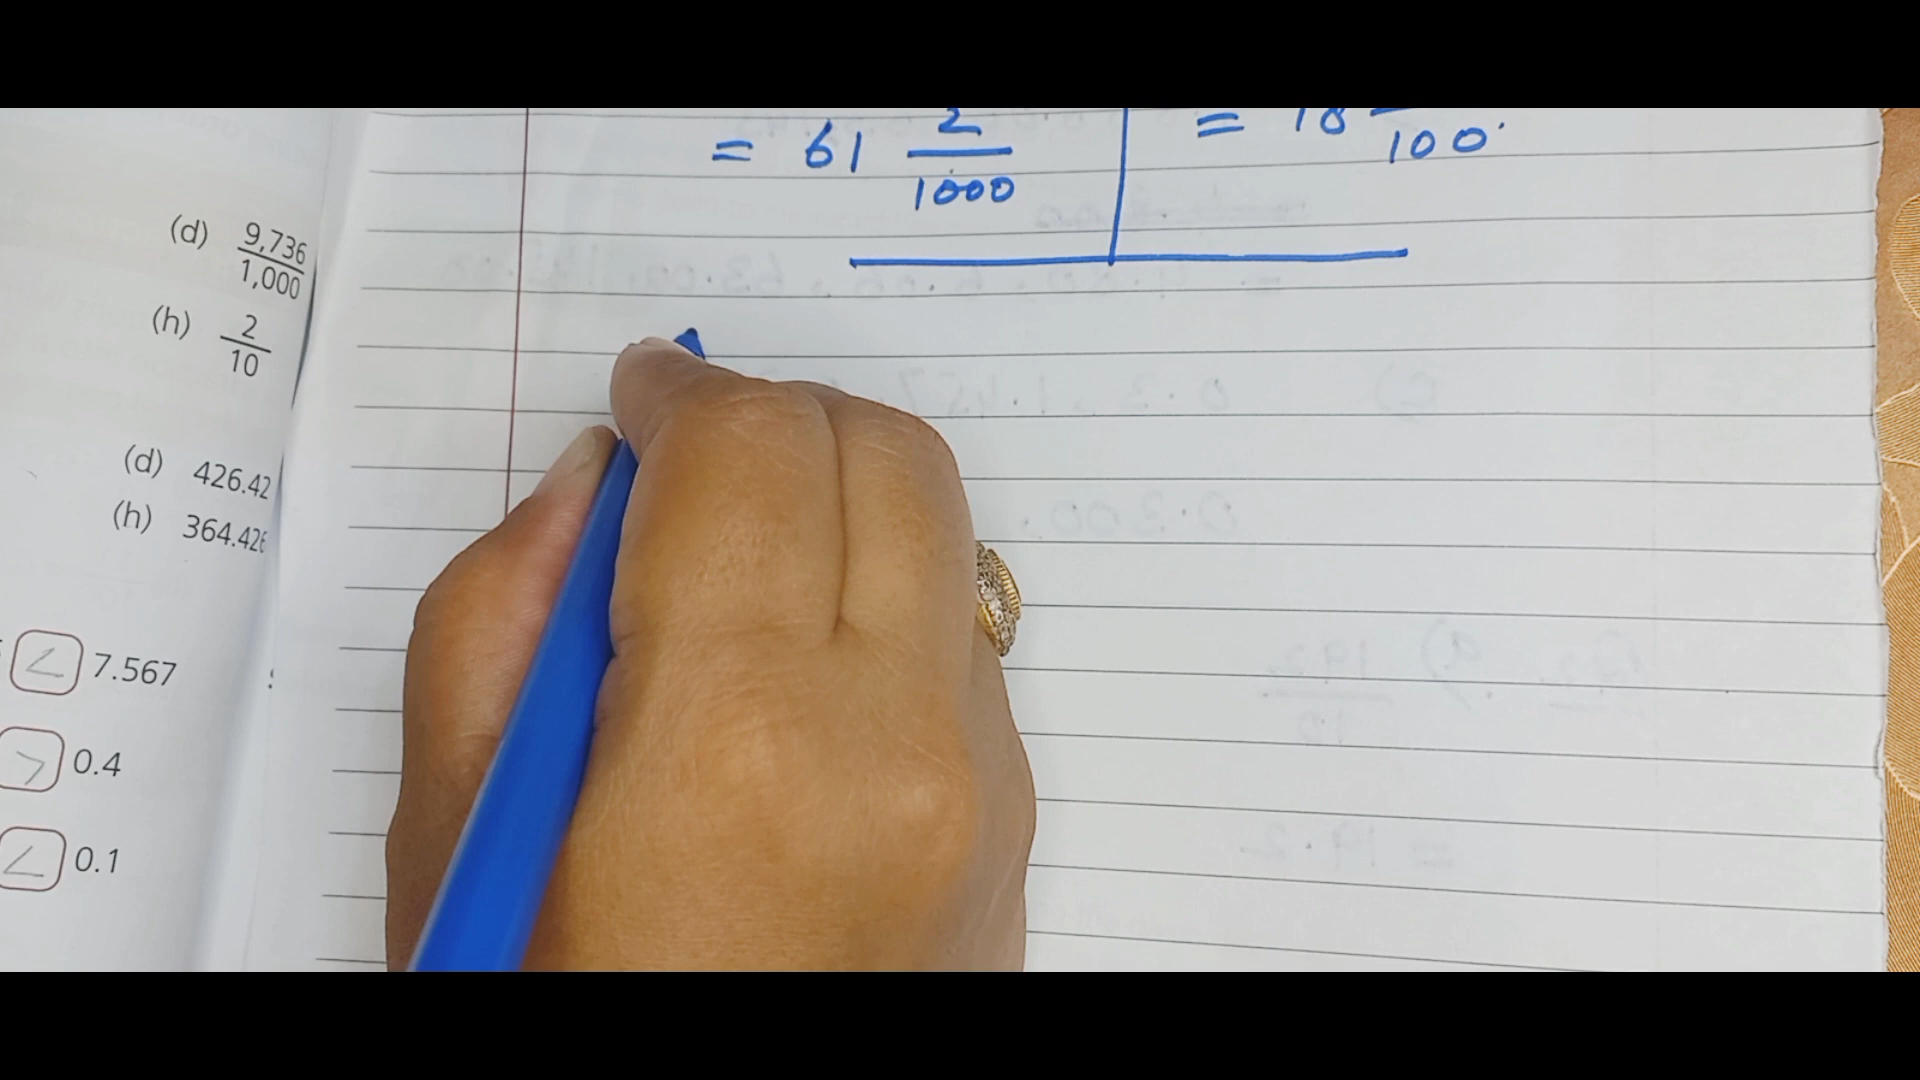 = 61 2/1000
= 18 /100.
(d) 9,736/1,000
(h) 2/10
(d) 426.42
(h) 364.426
< 7.567
> 0.4
< 0.1